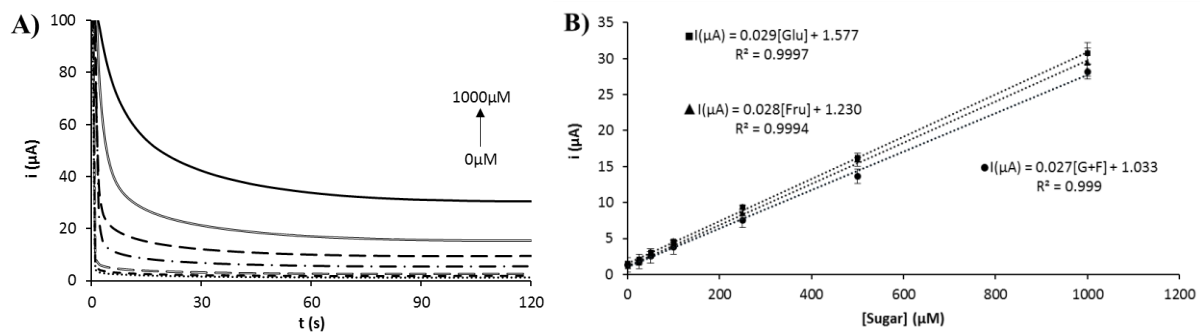 A)
100
80
60
40
20
0
i (µA)
1000µM
0µM
0
30
60
90
120
t (s)
B)
35
30
25
20
15
10
5
0
i (µA)
I(µA) = 0.029[Glu] + 1.577
R² = 0.9997
I(µA) = 0.028[Fru] + 1.230
R² = 0.9994
I(µA) = 0.027[G+F] + 1.033
R² = 0.999
0
200
400
600
800
1000
1200
[Sugar] (µM)